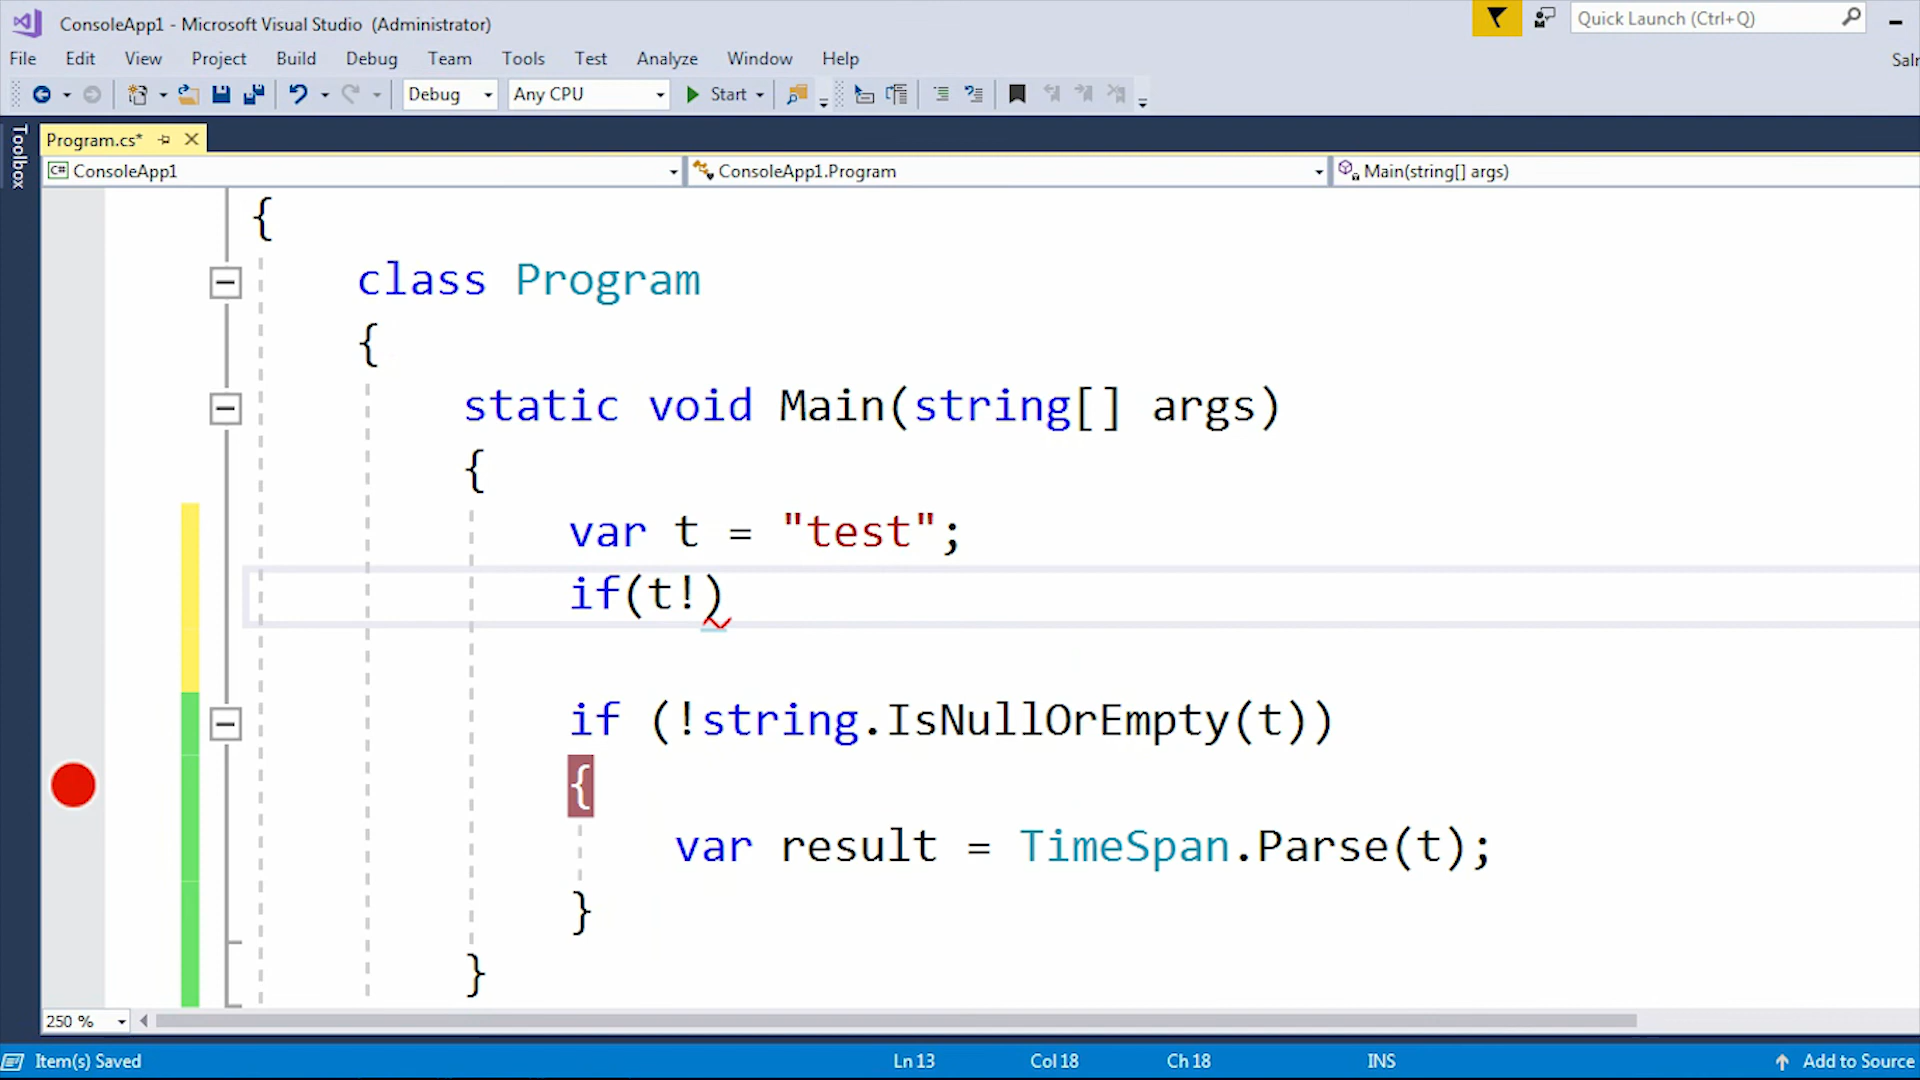 ConsoleApp1 - Microsoft Visual Studio (Administrator)
Quick Launch (Ctrl+Q)
File Edit View Project Build Debug Team Tools Test Analyze Window Help
Debug Any CPU Start
Toolbox
Program.cs*
C# ConsoleApp1 ConsoleApp1.Program Main(string[] args)
{
class Program
{
static void Main(string[] args)
{
var t = "test";
if(t!)
if (!string.IsNullOrEmpty(t))
{
var result = TimeSpan.Parse(t);
}
}
250 %
Item(s) Saved Ln 13 Col 18 Ch 18 INS Add to Source